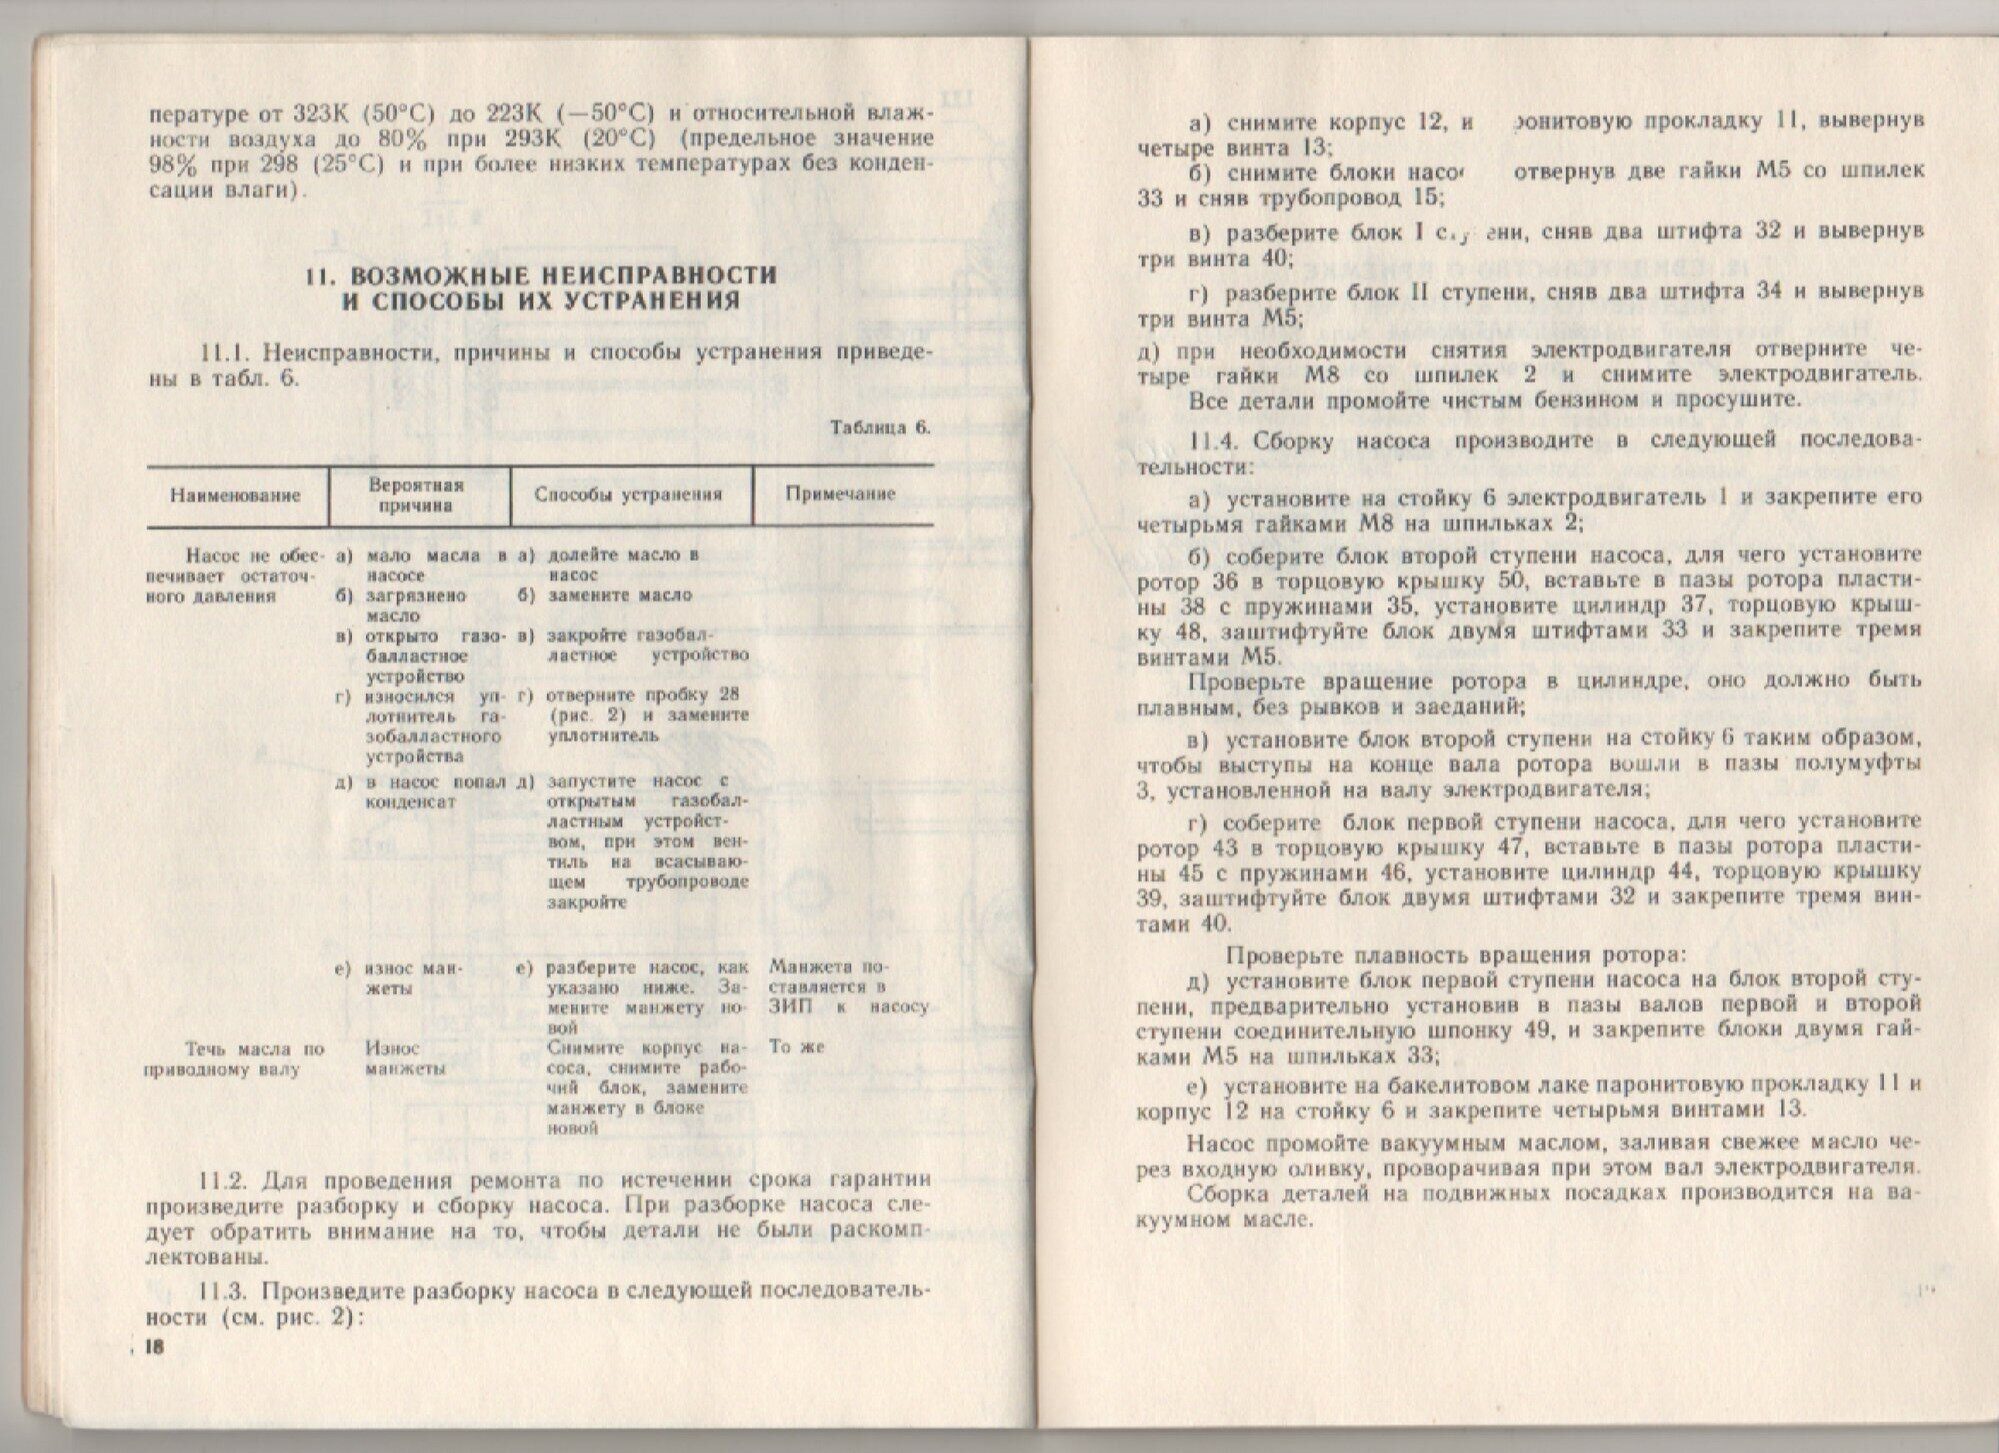 пературе от 323К (50°С) до 223К (—50°С) и относительной влаж-
ности воздуха до 80% при 293К (20°С) (предельное значение
98% при 298 (25°С) и при более низких температурах без конден-
сации влаги).
11. ВОЗМОЖНЫЕ НЕИСПРАВНОСТИ
И СПОСОБЫ ИХ УСТРАНЕНИЯ
11.1. Неисправности, причины и способы устранения приведе-
ны в табл. 6.
Таблица 6.
Наименование
Вероятная
причина
Способы устранения
Примечание
Насос не обес-
печивает остаточ-
ного давления
а) мало масла в
насосе
а) долейте масло в
насос
б) загрязнено
масло
б) замените масло
в) открыто газо-
балластное
устройство
в) закройте газобал-
ластное устройство
г) износился уп-
лотнитель га-
зобалластного
устройства
г) отверните пробку 28
(рис. 2) и замените
уплотнитель
д) в насос попал
конденсат
д) запустите насос с
открытым газобал-
ластным устройст-
вом, при этом вен-
тиль на всасываю-
щем трубопроводе
закройте
е) износ ман-
жеты
е) разберите насос, как
указано ниже. За-
мените манжету но-
вой
Манжета по-
ставляется в
ЗИП к насосу
Течь масла по
приводному валу
Износ
манжеты
Снимите корпус на-
соса, снимите рабо-
чий блок, замените
манжету в блоке
новой
То же
11.2. Для проведения ремонта по истечении срока гарантии
произведите разборку и сборку насоса. При разборке насоса сле-
дует обратить внимание на то, чтобы детали не были раскомп-
лектованы.
11.3. Произведите разборку насоса в следующей последователь-
ности (см. рис. 2):
18
а) снимите корпус 12, и ронитовую прокладку 11, вывернув
четыре винта 13;
б) снимите блоки насо отвернув две гайки М5 со шпилек
33 и сняв трубопровод 15;
в) разберите блок I с ени, сняв два штифта 32 и вывернув
три винта 40;
г) разберите блок II ступени, сняв два штифта 34 и вывернув
три винта М5;
д) при необходимости снятия электродвигателя отверните че-
тыре гайки М8 со шпилек 2 и снимите электродвигатель.
Все детали промойте чистым бензином и просушите.
11.4. Сборку насоса производите в следующей последова-
тельности:
а) установите на стойку 6 электродвигатель 1 и закрепите его
четырьмя гайками М8 на шпильках 2;
б) соберите блок второй ступени насоса, для чего установите
ротор 36 в торцовую крышку 50, вставьте в пазы ротора пласти-
ны 38 с пружинами 35, установите цилиндр 37, торцовую крыш-
ку 48, заштифтуйте блок двумя штифтами 33 и закрепите тремя
винтами М5.
Проверьте вращение ротора в цилиндре, оно должно быть
плавным, без рывков и заеданий;
в) установите блок второй ступени на стойку 6 таким образом,
чтобы выступы на конце вала ротора вошли в пазы полумуфты
3, установленной на валу электродвигателя;
г) соберите блок первой ступени насоса, для чего установите
ротор 43 в торцовую крышку 47, вставьте в пазы ротора пласти-
ны 45 с пружинами 46, установите цилиндр 44, торцовую крышку
39, заштифтуйте блок двумя штифтами 32 и закрепите тремя вин-
тами 40.
Проверьте плавность вращения ротора:
д) установите блок первой ступени насоса на блок второй сту-
пени, предварительно установив в пазы валов первой и второй
ступени соединительную шпонку 49, и закрепите блоки двумя гай-
ками М5 на шпильках 33;
е) установите на бакелитовом лаке паронитовую прокладку 11 и
корпус 12 на стойку 6 и закрепите четырьмя винтами 13.
Насос промойте вакуумным маслом, заливая свежее масло че-
рез входную оливку, проворачивая при этом вал электродвигателя.
Сборка деталей на подвижных посадках производится на ва-
куумном масле.